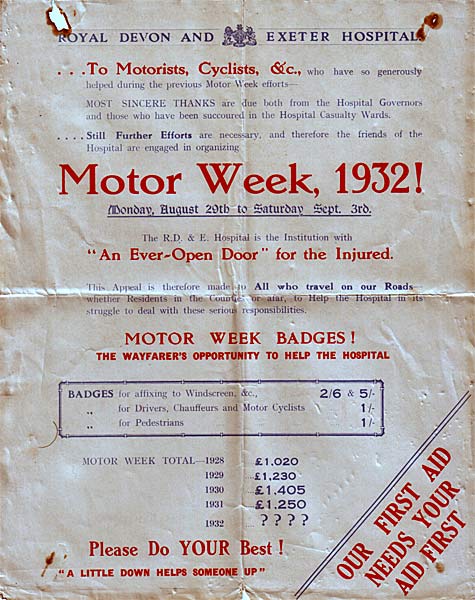 ROYAL DEVON AND EXETER HOSPITAL
. . . To Motorists, Cyclists, &c., who have so generously
helped during the previous Motor Week efforts—
MOST SINCERE THANKS are due both from the Hospital Governors
and those who have been succoured in the Hospital Casualty Wards.
. . . . Still Further Efforts are necessary, and therefore the friends of the
Hospital are engaged in organizing
Motor Week, 1932!
Monday, August 29th to Saturday Sept. 3rd.
The R.D. & E. Hospital is the Institution with
"An Ever-Open Door" for the Injured.
This Appeal is therefore made to All who travel on our Roads—
whether Residents in the Counties or afar, to Help the Hospital in its
struggle to deal with these serious responsibilities.
MOTOR WEEK BADGES!
THE WAYFARER'S OPPORTUNITY TO HELP THE HOSPITAL
BADGES for affixing to Windscreen, &c., 2/6 & 5/-
„ for Drivers, Chauffeurs and Motor Cyclists 1/-
„ for Pedestrians 1/-
MOTOR WEEK TOTAL—1928 £1,020
1929 £1,230
1930 £1,405
1931 £1,250
1932 ? ? ? ?
Please Do YOUR Best!
"A LITTLE DOWN HELPS SOMEONE UP"
OUR FIRST AID
NEEDS YOUR
AID FIRST